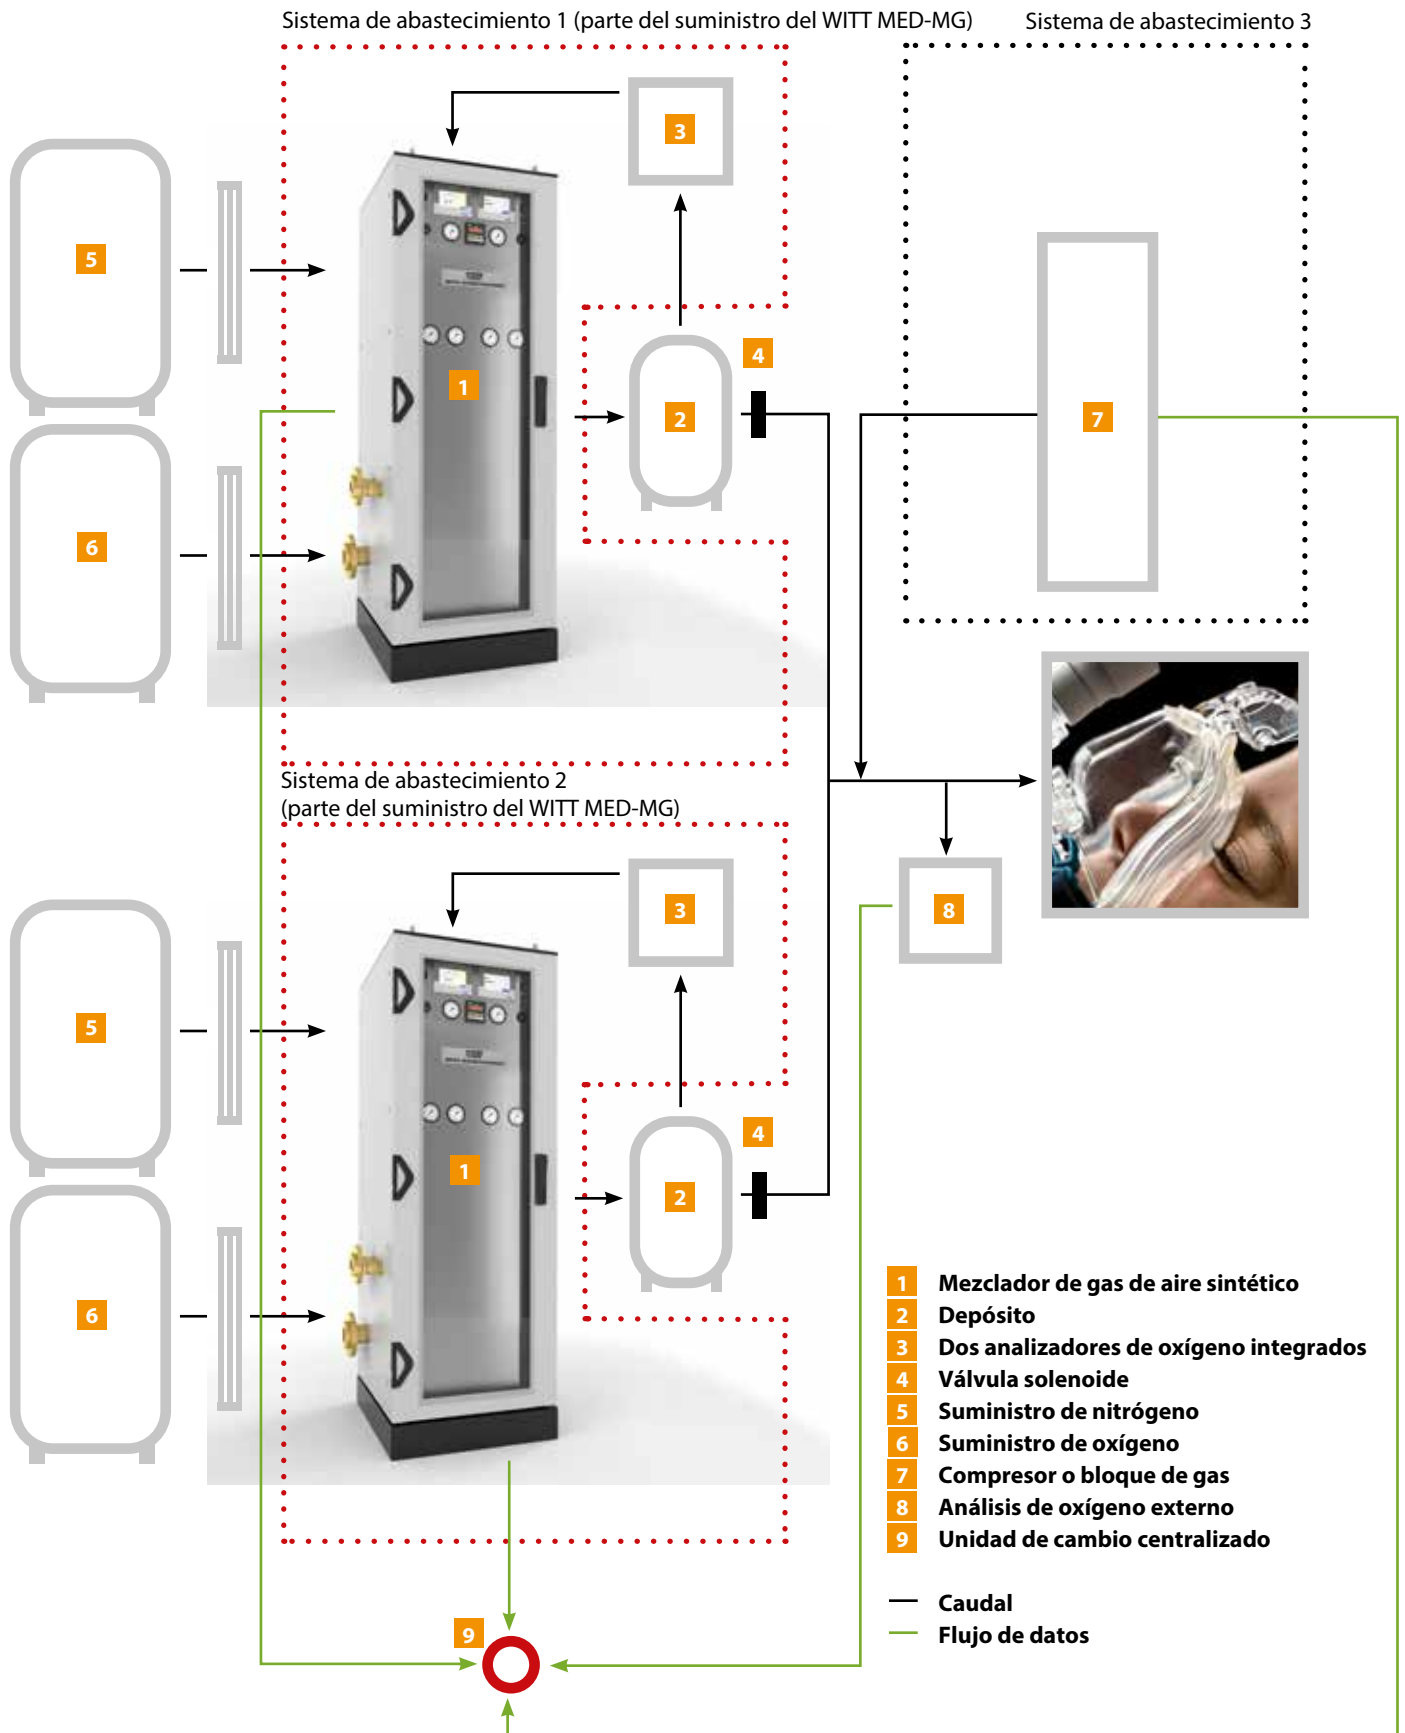 Sistema de abastecimiento 1 (parte del suministro del WITT MED-MG)
Sistema de abastecimiento 3
3
5
4
1
2
7
6
Sistema de abastecimiento 2
(parte del suministro del WITT MED-MG)
3
8
5
4
1
2
6
1 Mezclador de gas de aire sintético
2 Depósito
3 Dos analizadores de oxígeno integrados
4 Válvula solenoide
5 Suministro de nitrógeno
6 Suministro de oxígeno
7 Compresor o bloque de gas
8 Análisis de oxígeno externo
9 Unidad de cambio centralizado
Caudal
Flujo de datos
9